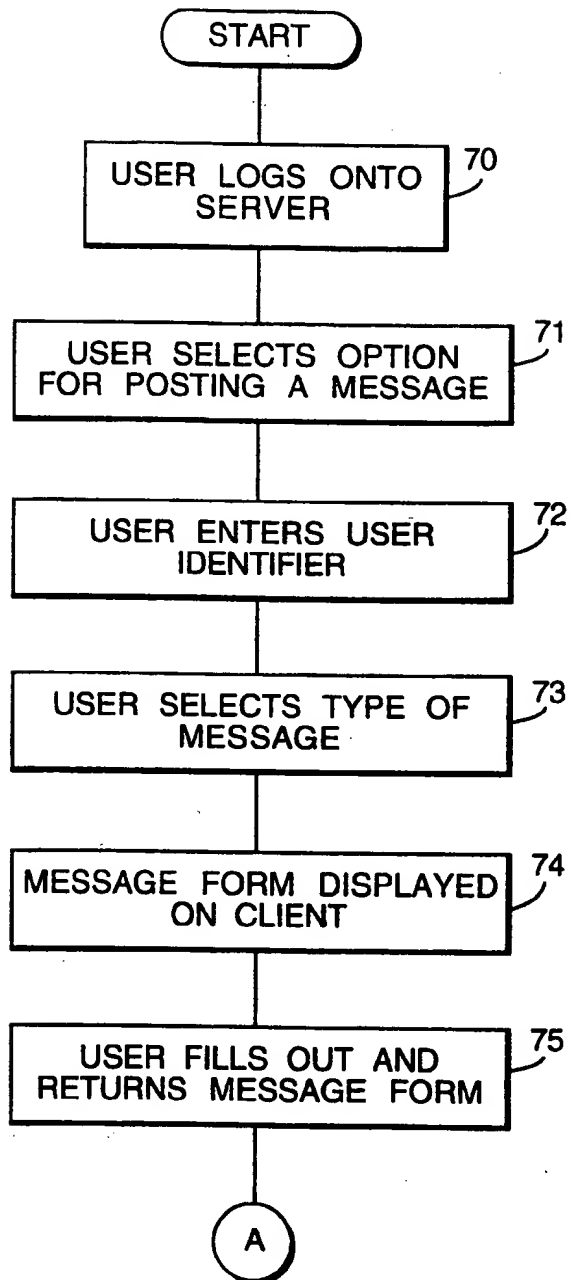 START
70
USER LOGS ONTO
SERVER
71
USER SELECTS OPTION
FOR POSTING A MESSAGE
72
USER ENTERS USER
IDENTIFIER
73
USER SELECTS TYPE OF
MESSAGE
74
MESSAGE FORM DISPLAYED
ON CLIENT
75
USER FILLS OUT AND
RETURNS MESSAGE FORM
A